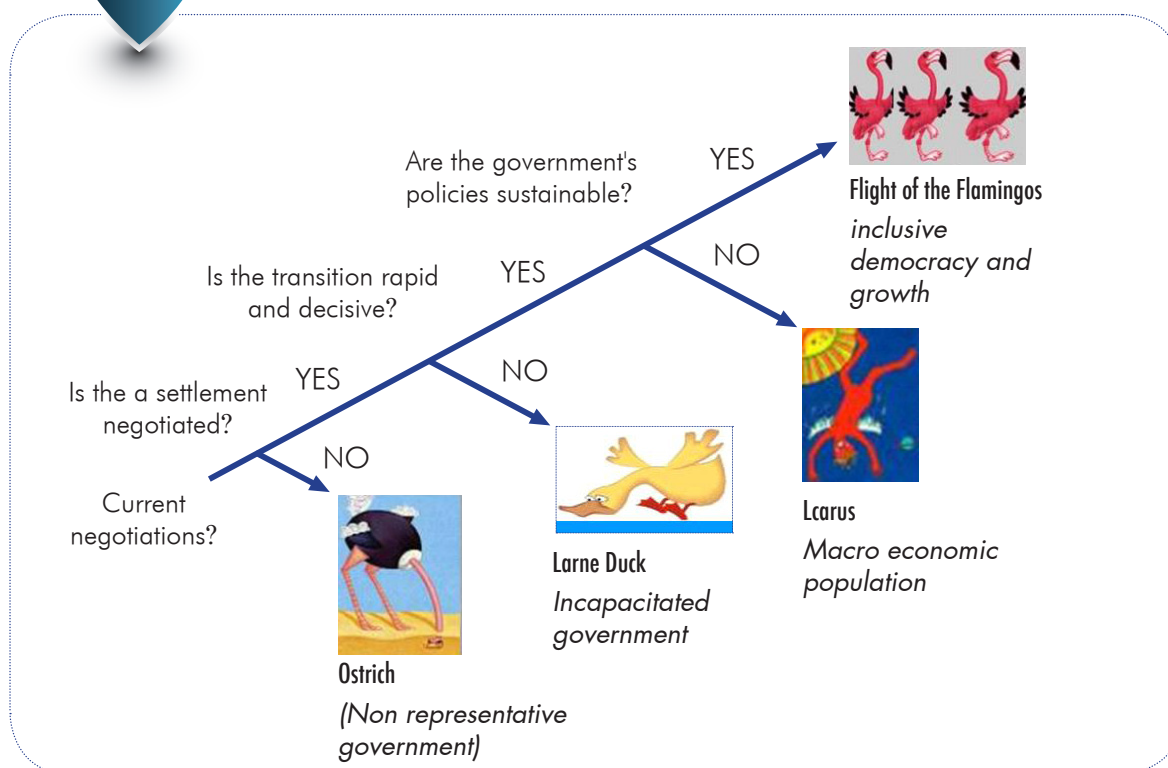 Are the government's
policies sustainable?
YES
Flight of the Flamingos
inclusive
democracy and
growth
NO
Is the transition rapid
and decisive?
YES
Lcarus
Macro economic
population
NO
Is the a settlement
negotiated?
YES
Larne Duck
Incapacitated
government
NO
Current
negotiations?
Ostrich
(Non representative
government)